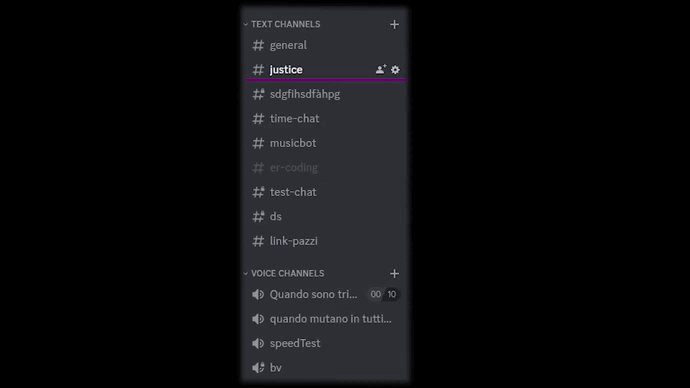 TEXT CHANNELS
general
justice
sdgfihsdfàhpg
time-chat
musicbot
er-coding
test-chat
ds
link-pazzi
VOICE CHANNELS
Quando sono tri... 00 10
quando mutano in tutti...
speedTest
bv